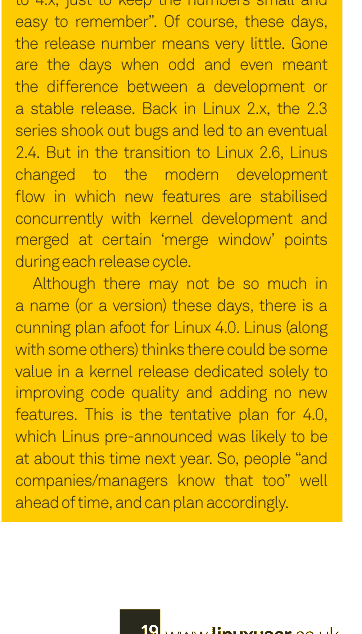 to 4.x, just to keep the numbers small and
easy to remember”. Of course, these days,
the release number means very little. Gone
are the days when odd and even meant
the difference between a development or
a stable release. Back in Linux 2.x, the 2.3
series shook out bugs and led to an eventual
2.4. But in the transition to Linux 2.6, Linus
changed to the modern development
flow in which new features are stabilised
concurrently with kernel development and
merged at certain ‘merge window’ points
during each release cycle.
Although there may not be so much in
a name (or a version) these days, there is a
cunning plan afoot for Linux 4.0. Linus (along
with some others) thinks there could be some
value in a kernel release dedicated solely to
improving code quality and adding no new
features. This is the tentative plan for 4.0,
which Linus pre-announced was likely to be
at about this time next year. So, people “and
companies/managers know that too” well
ahead of time, and can plan accordingly.
19 www.linuxuser.co.uk